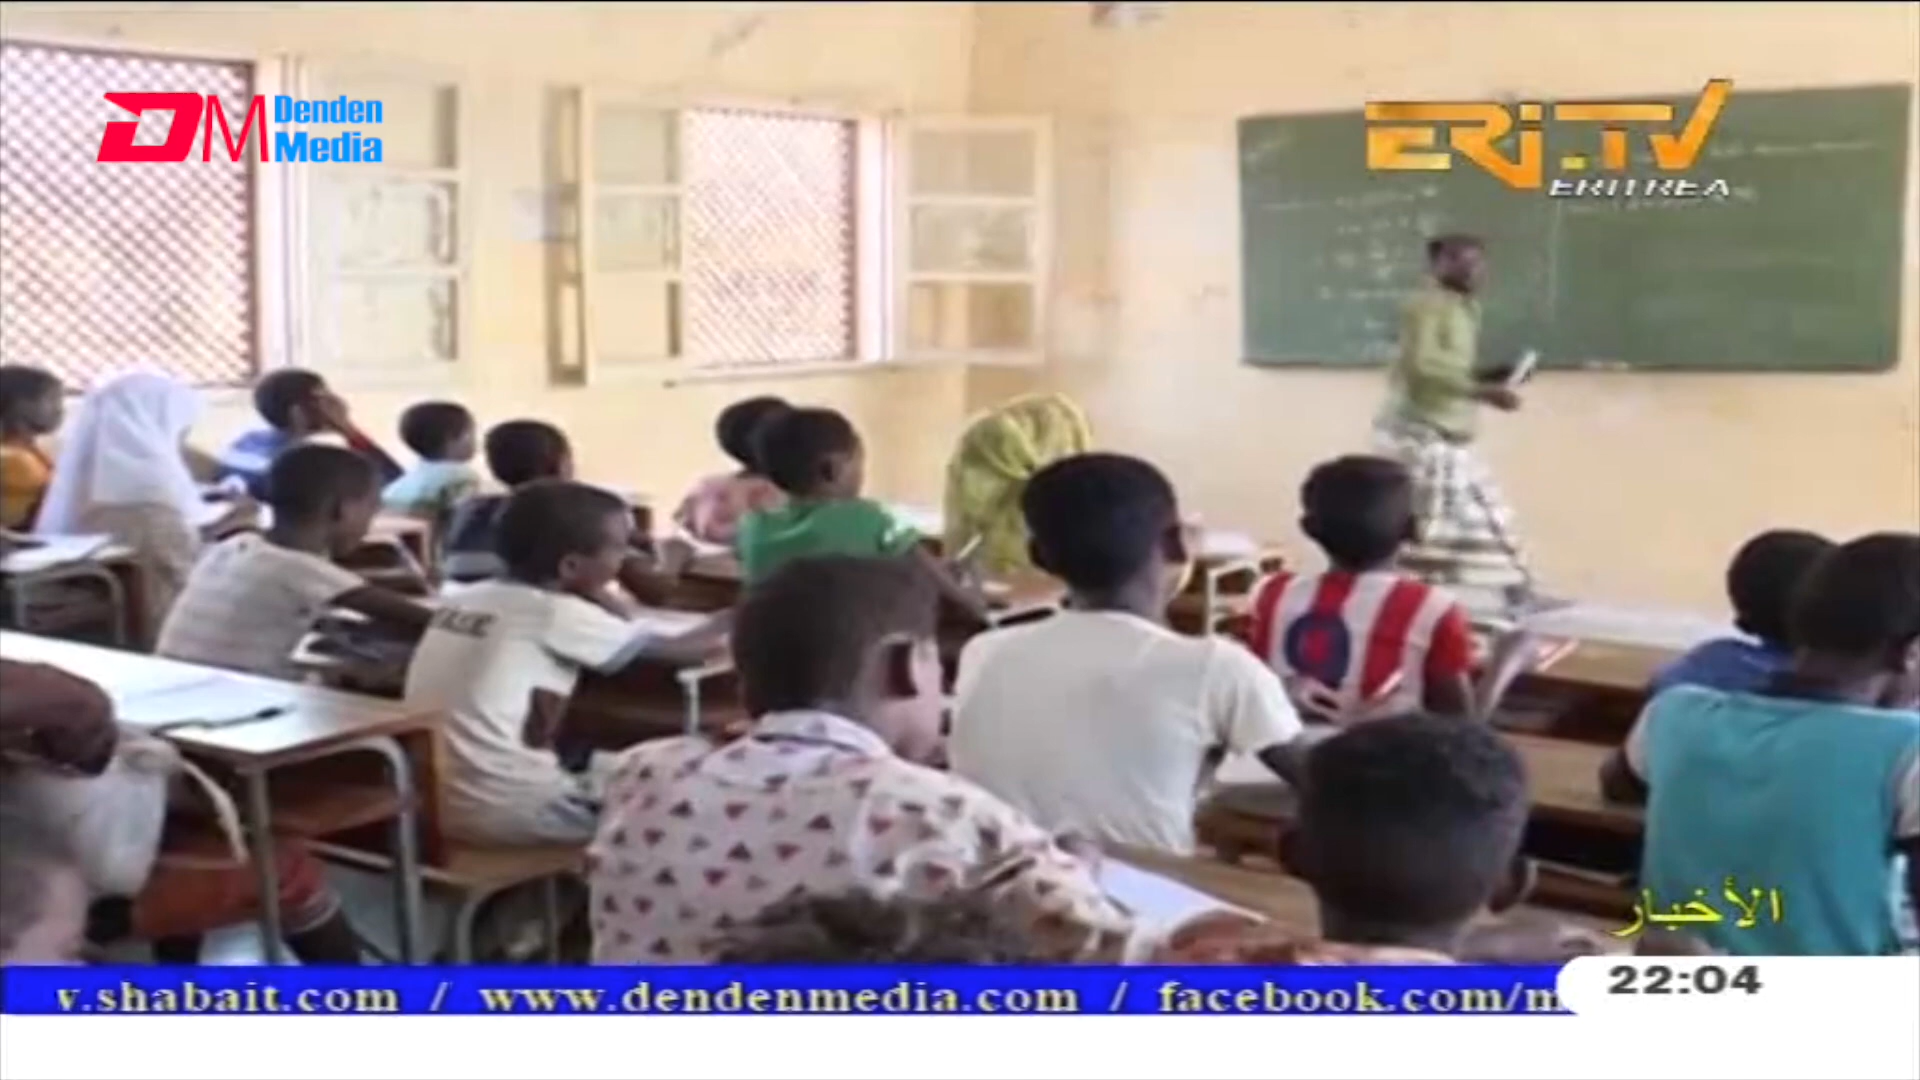 DM Denden Media
ERi.TV
ERITREA
الأخبار
v.shabait.com / www.dendenmedia.com / facebook.com/m
22:04